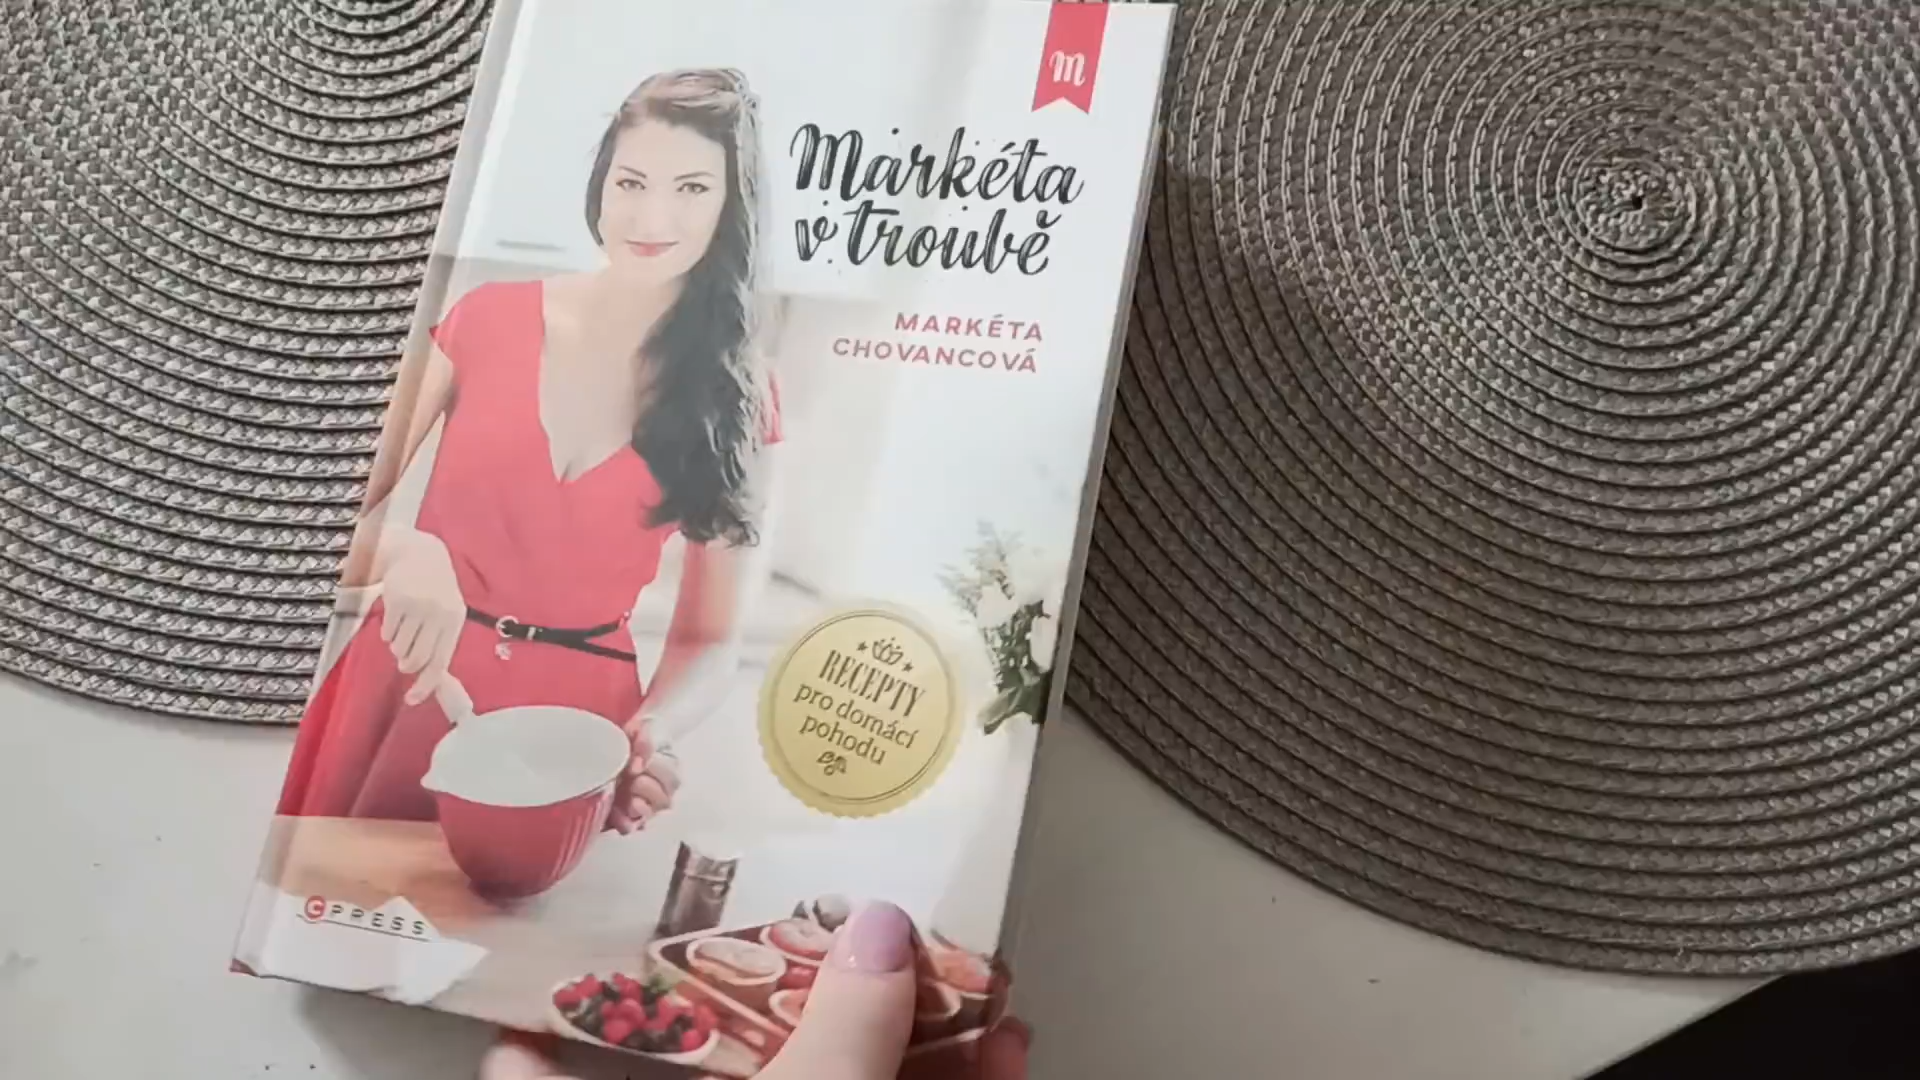 m
Markéta
v troubě
MARKÉTA
CHOVANCOVÁ
RECEPTY
pro domácí
pohodu
CPRESS